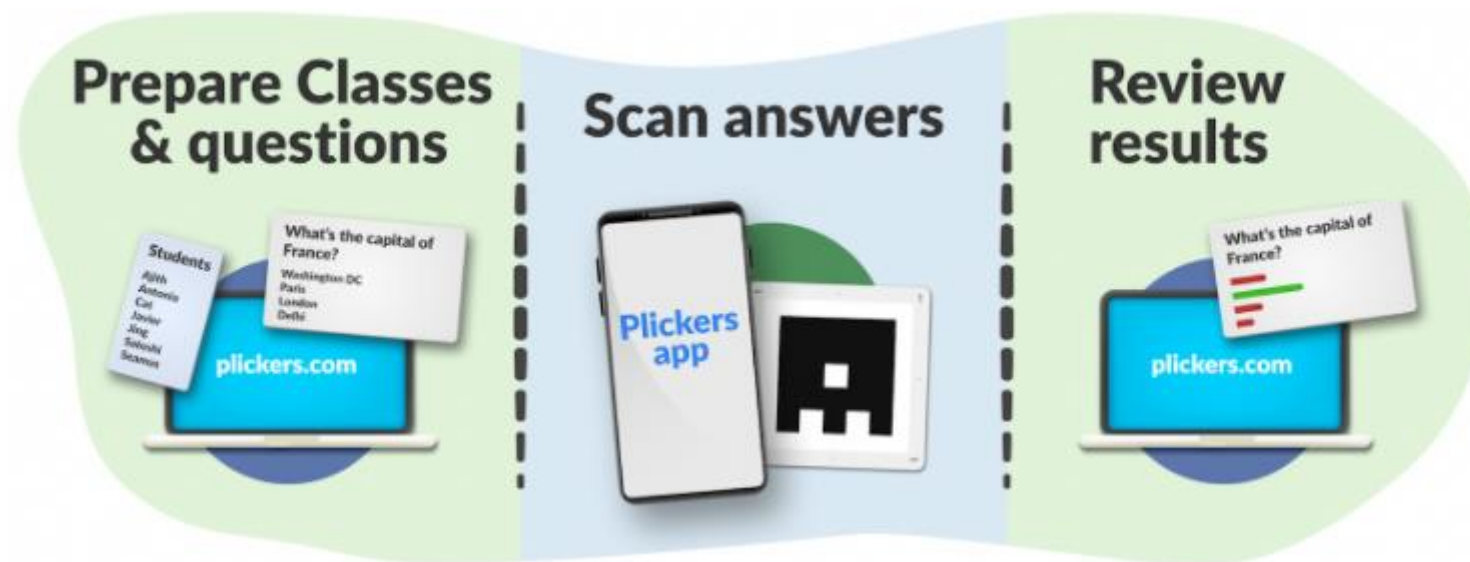 Prepare Classes
& questions
Students
Ajith
Antonia
Cai
Javier
Jing
Satoshi
Seamus
What's the capital of
France?
Washington DC
Paris
London
Delhi
plickers.com
Scan answers
Plickers
app
Review
results
What's the capital of
France?
plickers.com